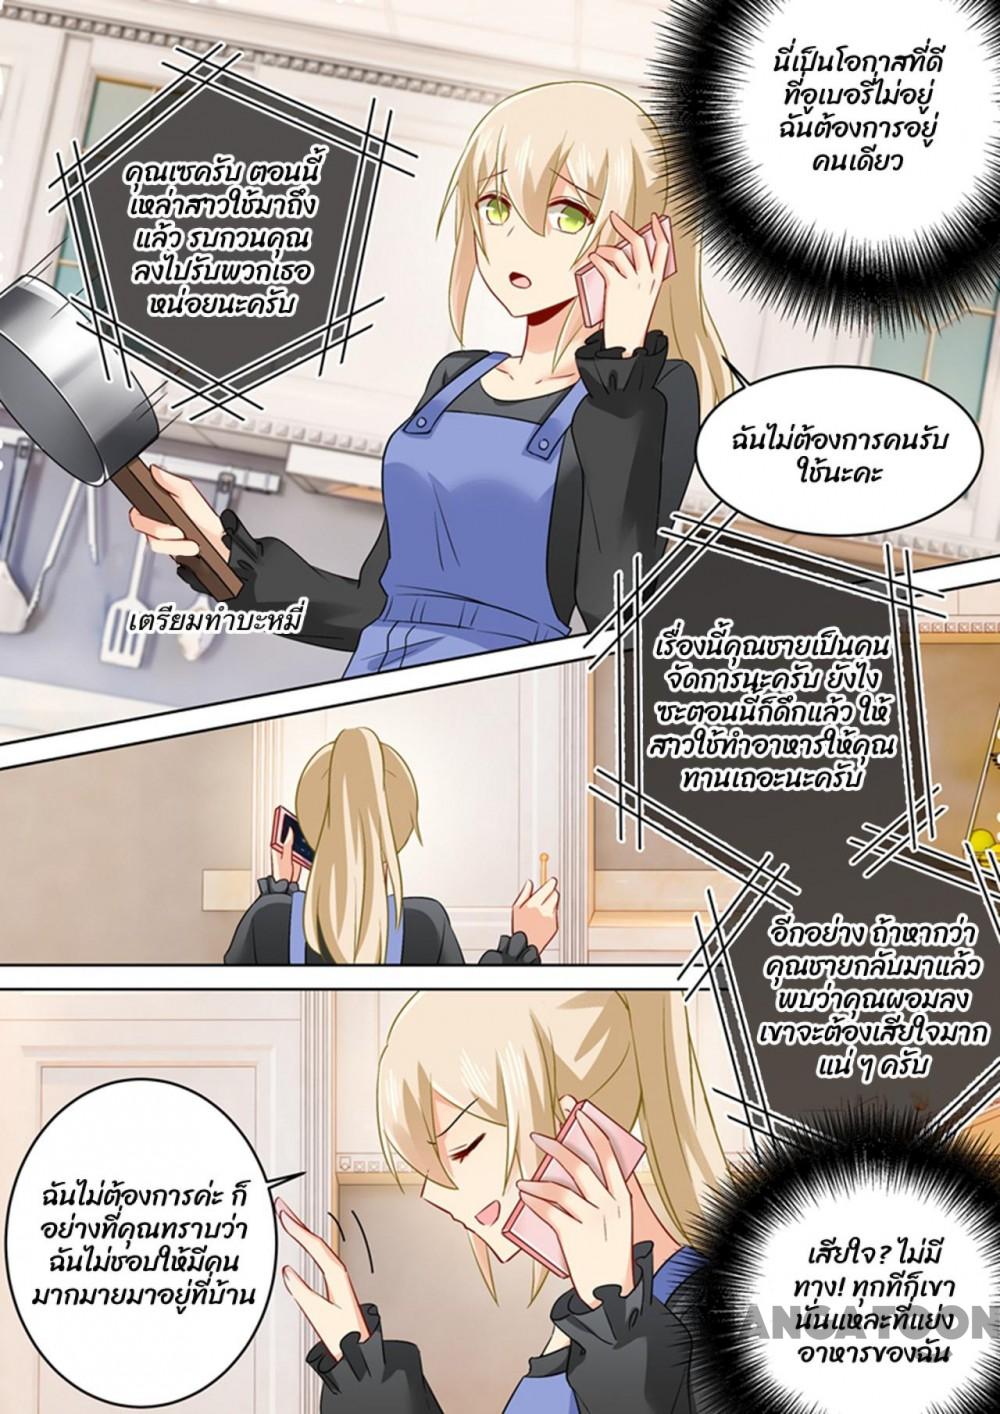 นี่เป็นโอกาสที่ดี
ที่อูเบอรี่ไม่อยู่
ฉันต้องการอยู่
คนเดียว
คุณเซครับ ตอนนี้
เหล่าสาวใช้มาถึง
แล้ว รบกวนคุณ
ลงไปรับพวกเธอ
หน่อยนะครับ
ฉันไม่ต้องการคนรับ
ใช้นะคะ
เตรียมทำบะหมี่
เรื่องนี้คุณชายเป็นคน
จัดการนะครับ ยังไง
ซะตอนนี้ก็ดึกแล้ว ให้
สาวใช้ทำอาหารให้คุณ
ทานเถอะนะครับ
อีกอย่าง ถ้าหากว่า
คุณชายกลับมาแล้ว
พบว่าคุณผอมลง
เขาจะต้องเสียใจมาก
แน่ ๆ ครับ
ฉันไม่ต้องการค่ะ ก็
อย่างที่คุณทราบว่า
ฉันไม่ชอบให้มีคน
มากมายมาอยู่ที่บ้าน
เสียใจ? ไม่มี
ทาง! ทุกทีก็เขา
นั่นแหละที่แย่ง
อาหารของฉัน
MANGATOON